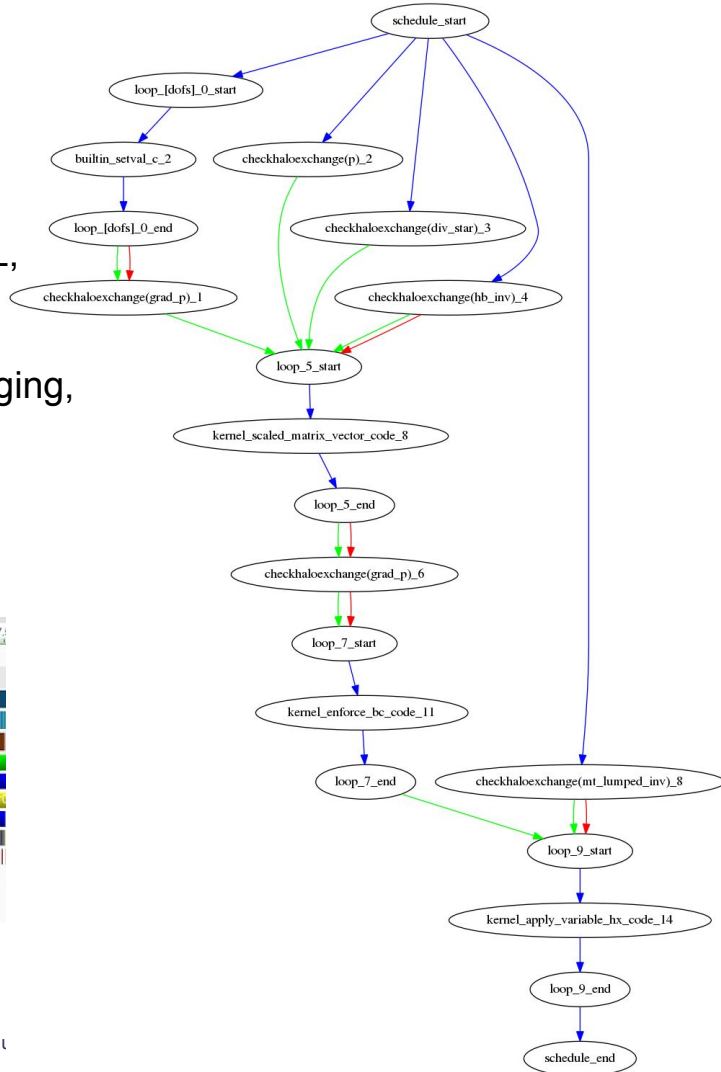 schedule_start
loop_[dofs]_0_start
builtin_setval_c_2
checkhaloexchange(p)_2
loop_[dofs]_0_end
checkhaloexchange(div_star)_3
checkhaloexchange(grad_p)_1
checkhaloexchange(hb_inv)_4
loop_5_start
ging,
kernel_scaled_matrix_vector_code_8
loop_5_end
checkhaloexchange(grad_p)_6
loop_7_start
kernel_enforce_bc_code_11
loop_7_end
checkhaloexchange(mt_lumped_inv)_8
loop_9_start
kernel_apply_variable_hx_code_14
loop_9_end
schedule_end